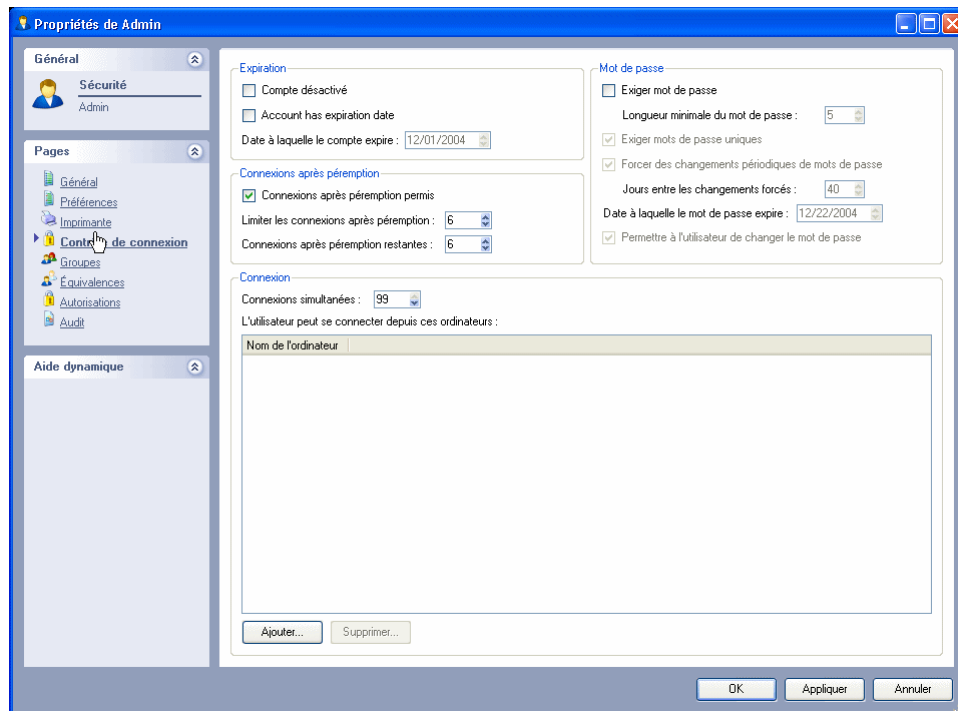 Propriétés de Admin
Général
Sécurité
Admin
Pages
Général
Préférences
Imprimante
Contrôle de connexion
Groupes
Équivalences
Autorisations
Audit
Aide dynamique
Expiration
Compte désactivé
Account has expiration date
Date à laquelle le compte expire : 12/01/2004
Connexions après péremption
Connexions après péremption permis
Limiter les connexions après péremption : 6
Connexions après péremption restantes : 6
Mot de passe
Exiger mot de passe
Longueur minimale du mot de passe : 5
Exiger mots de passe uniques
Forcer des changements périodiques de mots de passe
Jours entre les changements forcés : 40
Date à laquelle le mot de passe expire : 12/22/2004
Permettre à l'utilisateur de changer le mot de passe
Connexion
Connexions simultanées : 99
L'utilisateur peut se connecter depuis ces ordinateurs :
Nom de l'ordinateur
Ajouter... Supprimer...
OK Appliquer Annuler